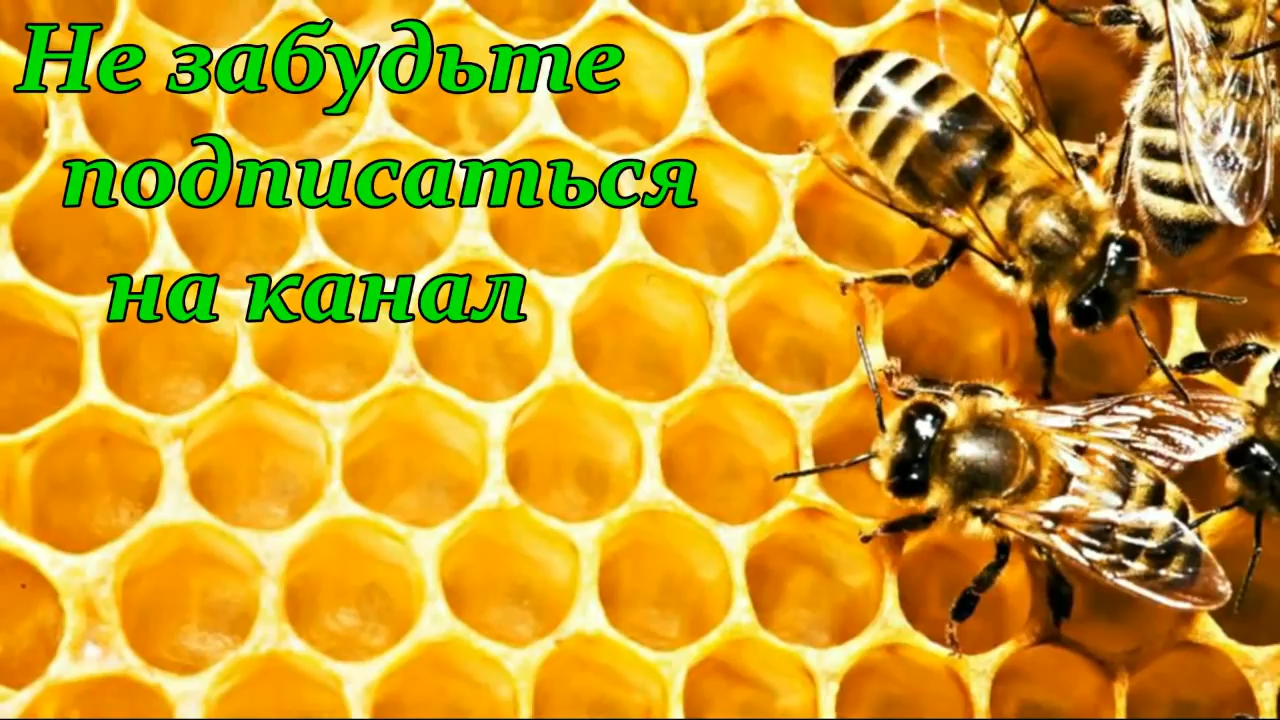 Не забудьте
подписаться
на канал